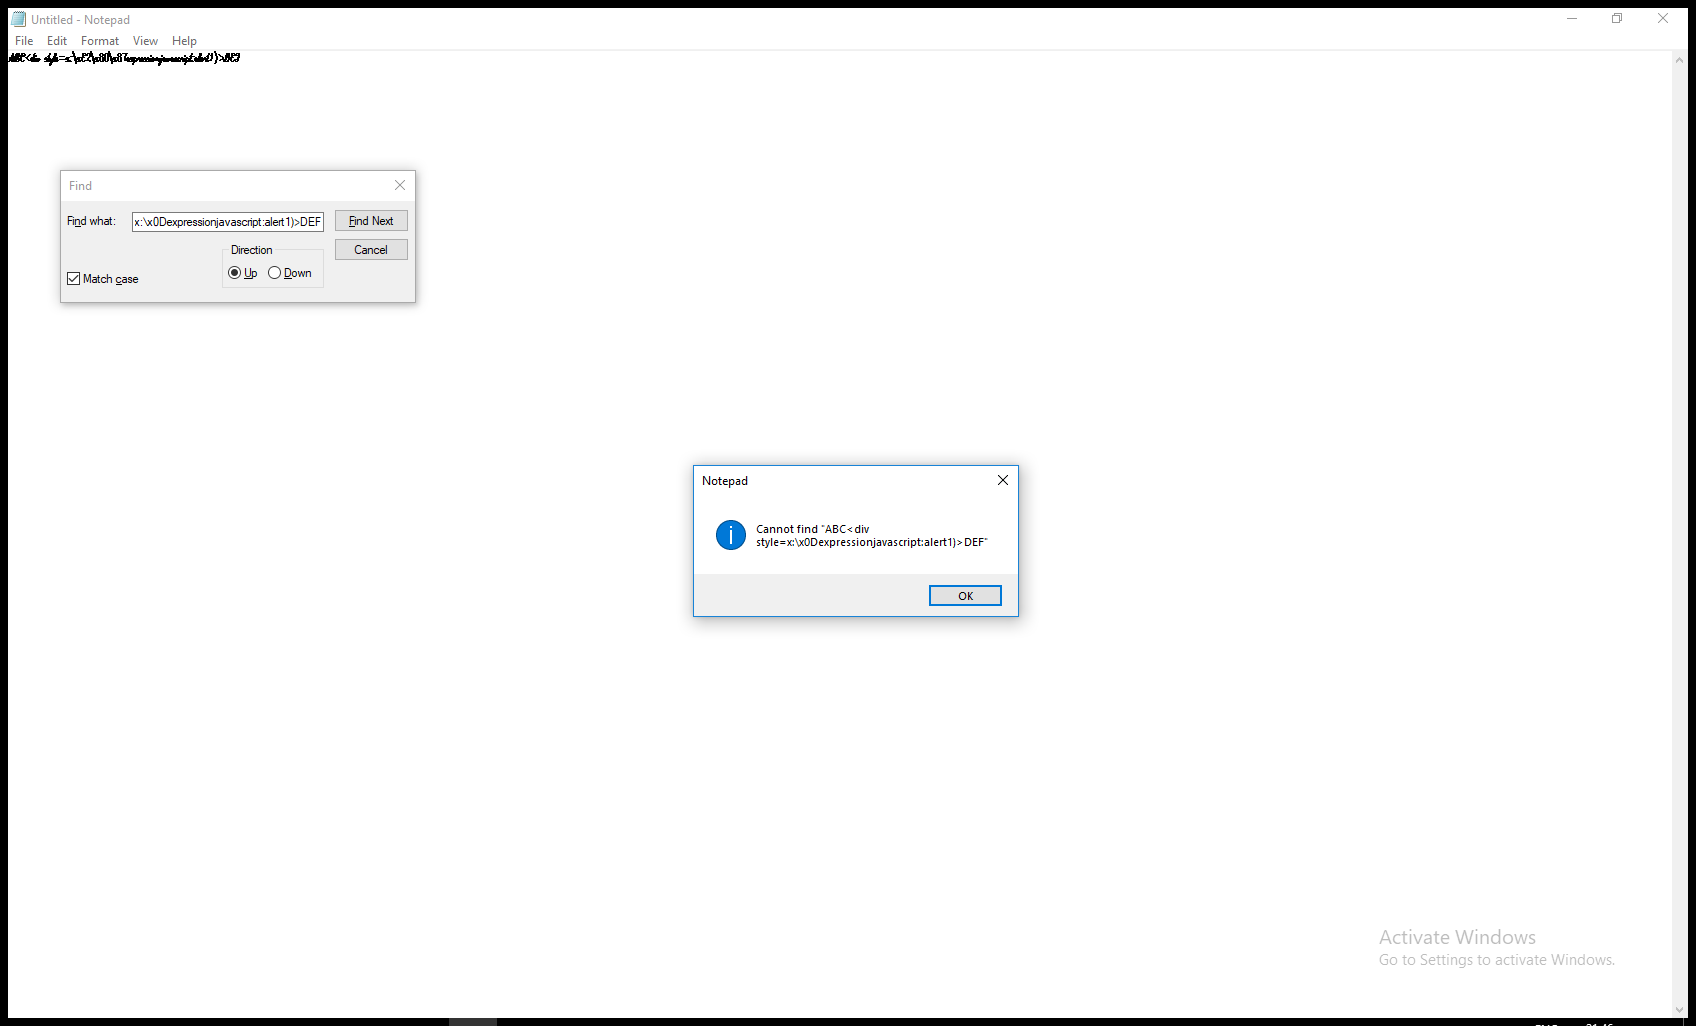 Untitled - Notepad
File Edit Format View Help
Find
Find what: x:\x0Dexpressionjavascript:alert1)>DEF Find Next
Direction
Cancel
Up Down
Match case
Notepad
Cannot find "ABC<div
style=x:\x0Dexpressionjavascript:alert1)>DEF"
OK
Activate Windows
Go to Settings to activate Windows.